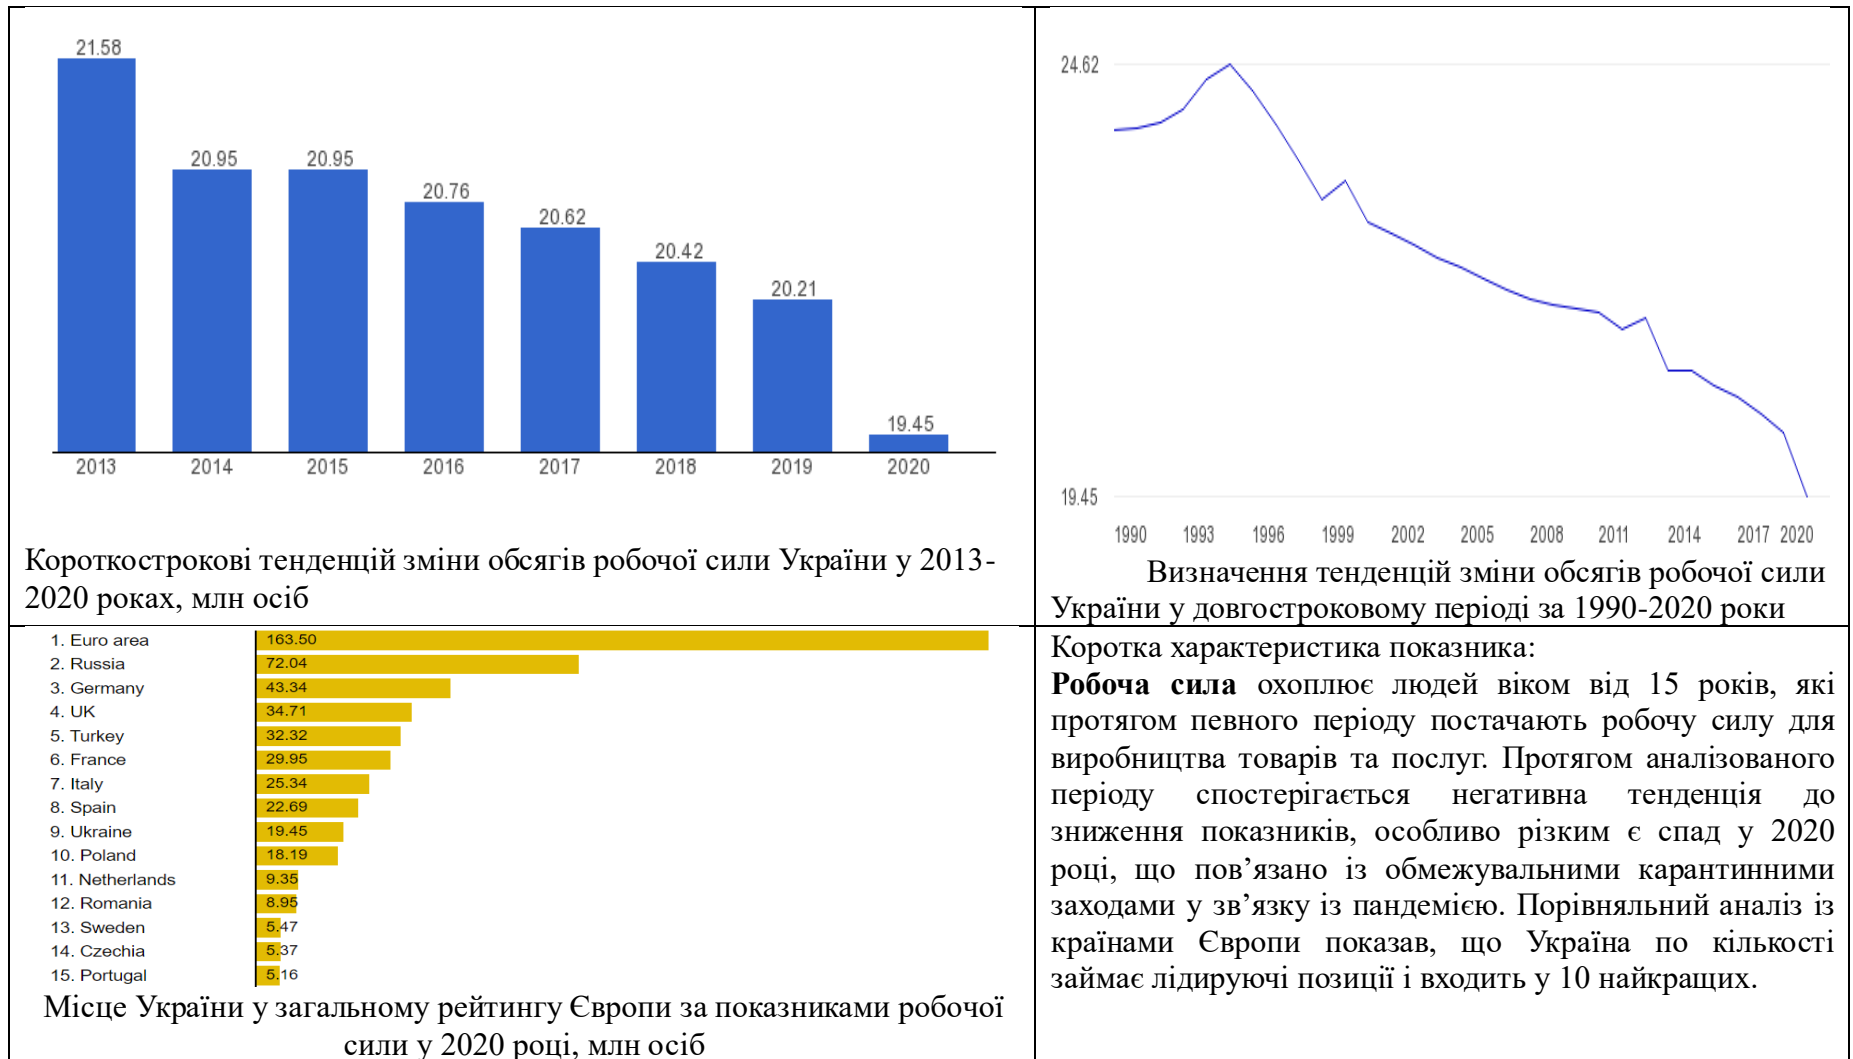 21.58
20.95
20.95
20.76
20.62
20.42
20.21
19.45
2013 2014 2015 2016 2017 2018 2019 2020
Короткострокові тенденцій зміни обсягів робочої сили України у 2013-
2020 роках, млн осіб
24.62
19.45
1990 1993 1996 1999 2002 2005 2008 2011 2014 2017 2020
Визначення тенденцій зміни обсягів робочої сили
України у довгостроковому періоді за 1990-2020 роки
1. Euro area 163.50
2. Russia 72.04
3. Germany 43.34
4. UK 34.71
5. Turkey 32.32
6. France 29.95
7. Italy 25.34
8. Spain 22.69
9. Ukraine 19.45
10. Poland 18.19
11. Netherlands 9.35
12. Romania 8.95
13. Sweden 5.47
14. Czechia 5.37
15. Portugal 5.16
Місце України у загальному рейтингу Європи за показниками робочої
сили у 2020 році, млн осіб
Коротка характеристика показника:
Робоча сила охоплює людей віком від 15 років, які
протягом певного періоду постачають робочу силу для
виробництва товарів та послуг. Протягом аналізованого
періоду спостерігається негативна тенденція до
зниження показників, особливо різким є спад у 2020
році, що пов’язано із обмежувальними карантинними
заходами у зв’язку із пандемією. Порівняльний аналіз із
країнами Європи показав, що Україна по кількості
займає лідируючі позиції і входить у 10 найкращих.